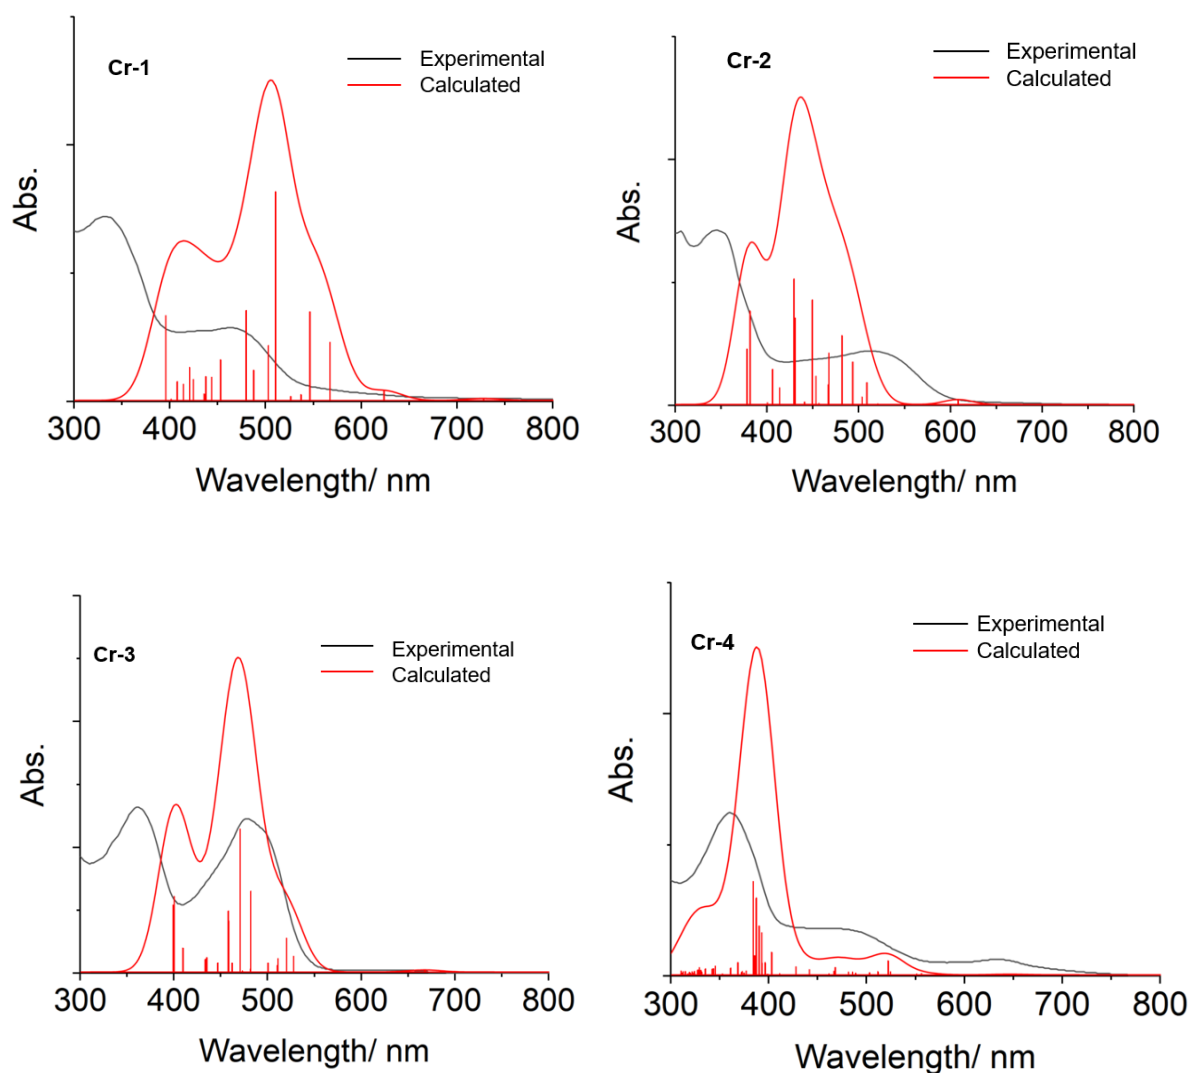 Cr-1
Experimental
Calculated
Abs.
300 400 500 600 700 800
Wavelength/ nm
Cr-2
Experimental
Calculated
Abs.
300 400 500 600 700 800
Wavelength/ nm
Cr-3
Experimental
Calculated
Abs.
300 400 500 600 700 800
Wavelength/ nm
Cr-4
Experimental
Calculated
Abs.
300 400 500 600 700 800
Wavelength/ nm